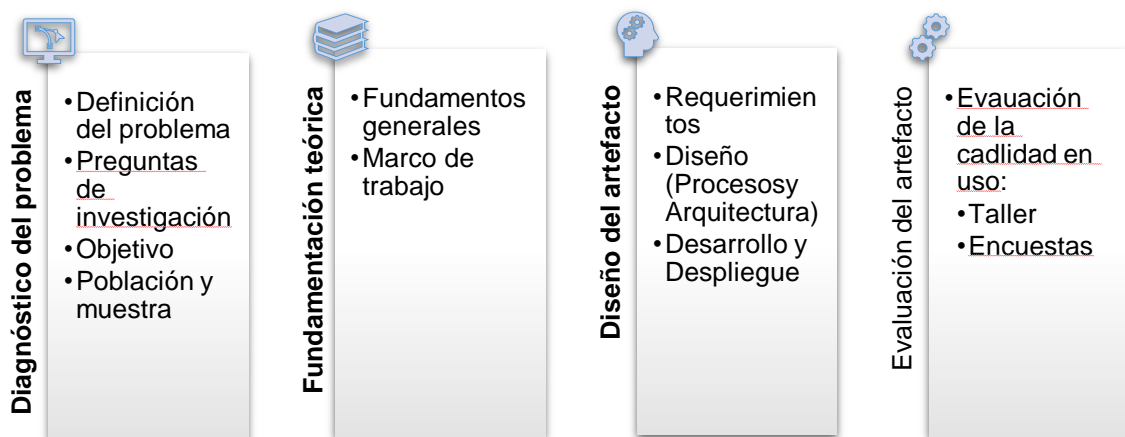 Diagnóstico del problema
•Definición
del problema
•Preguntas
de
investigación
•Objetivo
•Población y
muestra
Fundamentación teórica
•Fundamentos
generales
•Marco de
trabajo
Diseño del artefacto
•Requerimien
tos
•Diseño
(Procesosy
Arquitectura)
•Desarrollo y
Despliegue
Evaluación del artefacto
•Evauación
de la
cadlidad en
uso:
•Taller
•Encuestas